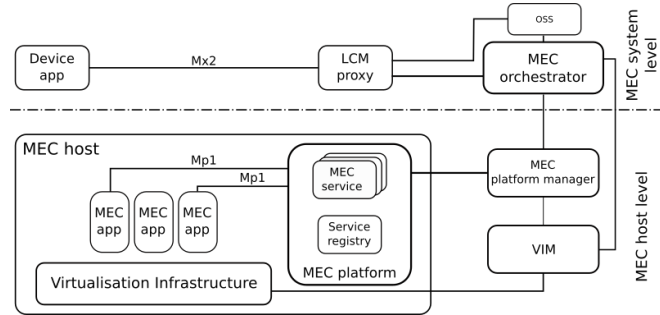 oss
Device
app
Mx2
LCM
proxy
MEC
orchestrator
MEC system
level
MEC host
Mp1
Mp1
MEC
service
MEC
platform manager
MEC
app
MEC
app
MEC
app
Service
registry
MEC platform
VIM
Virtualisation Infrastructure
MEC host level